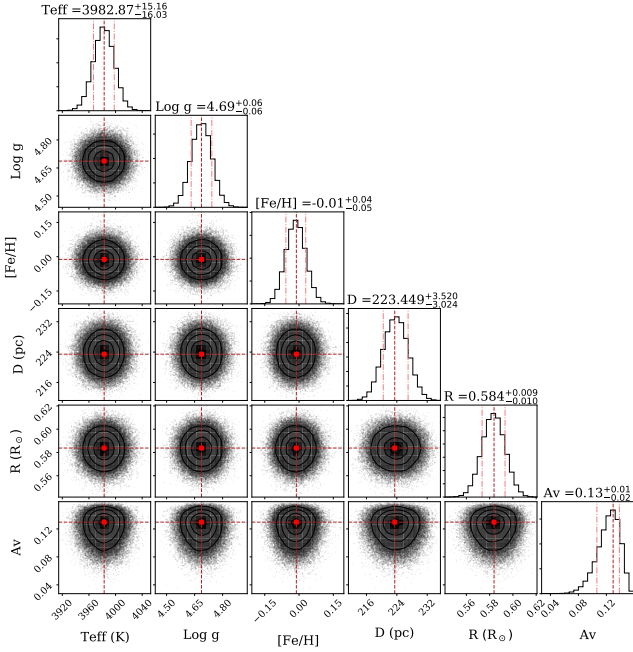 Teff =3982.87+15.16−16.03
Log g =4.69+0.06−0.06
[Fe/H] =-0.01+0.04−0.05
D =223.449+3.520−3.024
R =0.584+0.009−0.010
Av =0.13+0.01−0.02
Log g
4.80
4.65
4.50
[Fe/H]
0.15
0.00
−0.15
D (pc)
232
224
216
R (R☉)
0.62
0.60
0.58
0.56
Av
0.12
0.08
0.04
3920 3960 4000 4040
4.50 4.65 4.80
−0.15 0.00 0.15
216 224 232
0.56 0.58 0.60 0.62
0.04 0.08 0.12
Teff (K) Log g [Fe/H] D (pc) R (R☉) Av